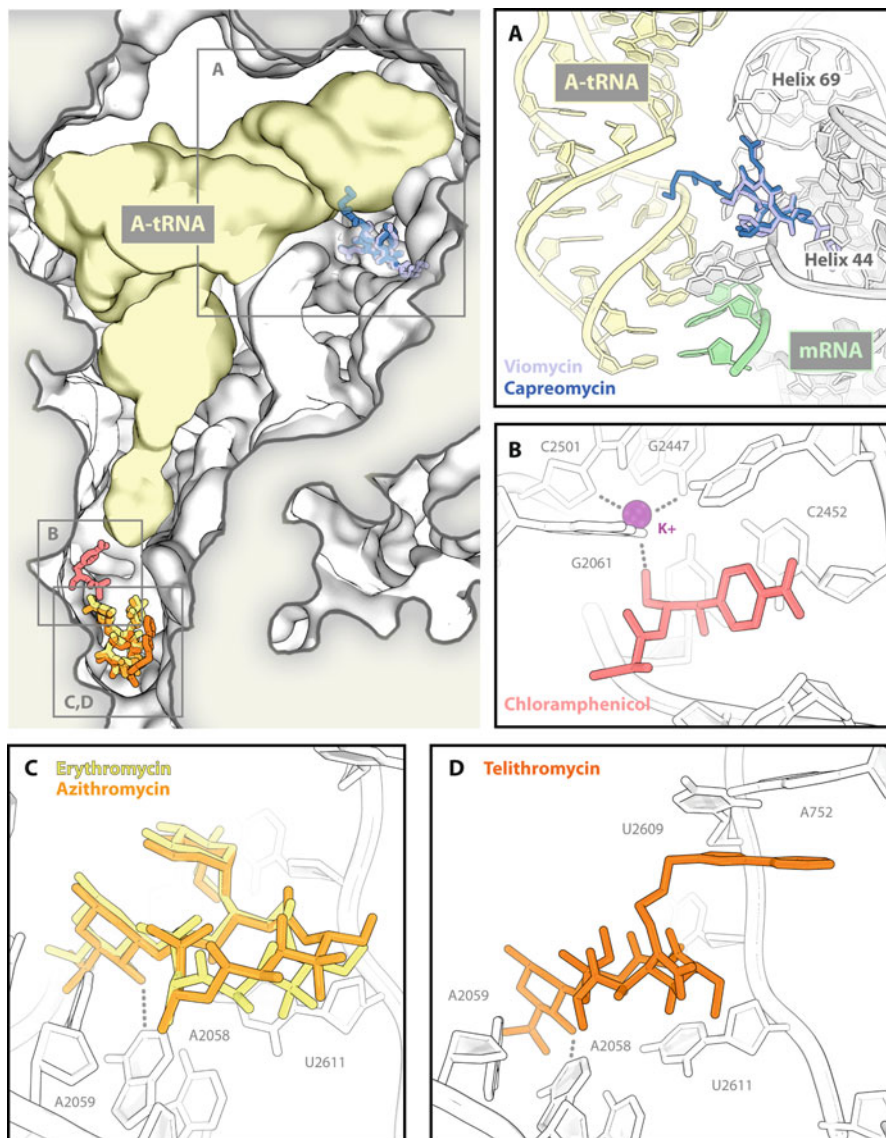 A
A-tRNA
B
C,D
A
A-tRNA
Helix 69
Helix 44
mRNA
Viomycin
Capreomycin
B
C2501
G2447
K+
C2452
G2061
Chloramphenicol
C
Erythromycin
Azithromycin
A2058
U2611
A2059
D
Telithromycin
A752
U2609
A2059
A2058
U2611